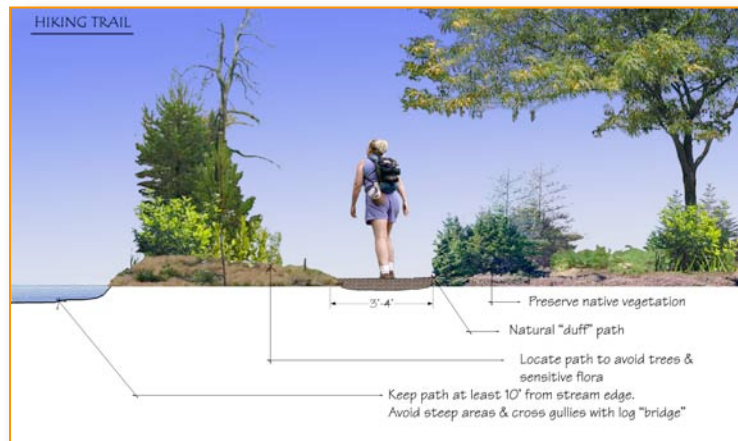 HIKING TRAIL
3'-4'
Preserve native vegetation
Natural "duff" path
Locate path to avoid trees &
sensitive flora
Keep path at least 10' from stream edge.
Avoid steep areas & cross gullies with log "bridge"